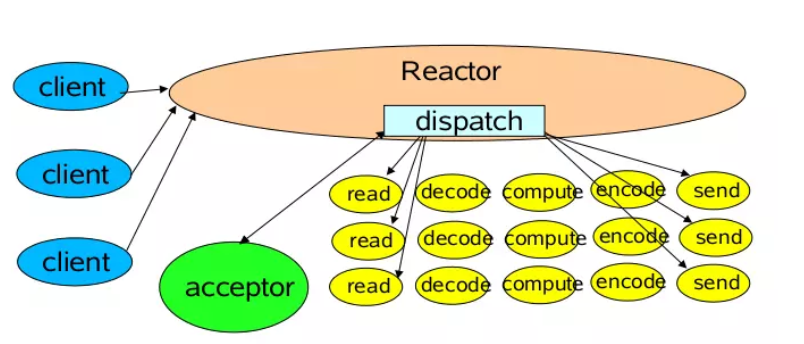 Reactor
client
dispatch
client
read decode compute encode send
client
read decode compute encode send
acceptor
read decode compute encode send